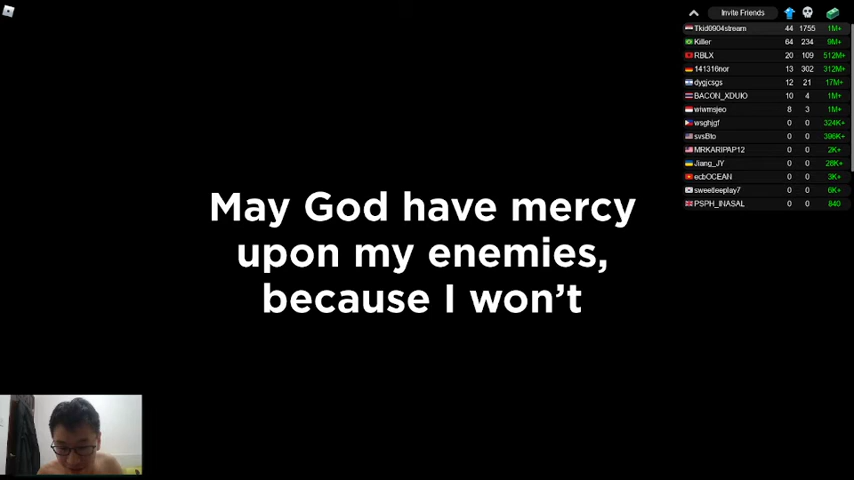 Invite Friends
Tkid0904stream 44 1755 1M+
Killer 64 234 9M+
RBLX 20 109 512M+
141316nor 13 302 312M+
dygjcsgs 12 21 17M+
BACON_XDUIO 10 4 1M+
wiwmsjeo 8 3 1M+
wsghjgf 0 0 324K+
svsBto 0 0 396K+
MRKARIPAP12 0 0 2K+
Jiang_JY 0 0 28K+
ecbOCEAN 0 0 3K+
sweetleeplay7 0 0 6K+
PSPH_INASAL 0 0 840
May God have mercy
upon my enemies,
because I won’t